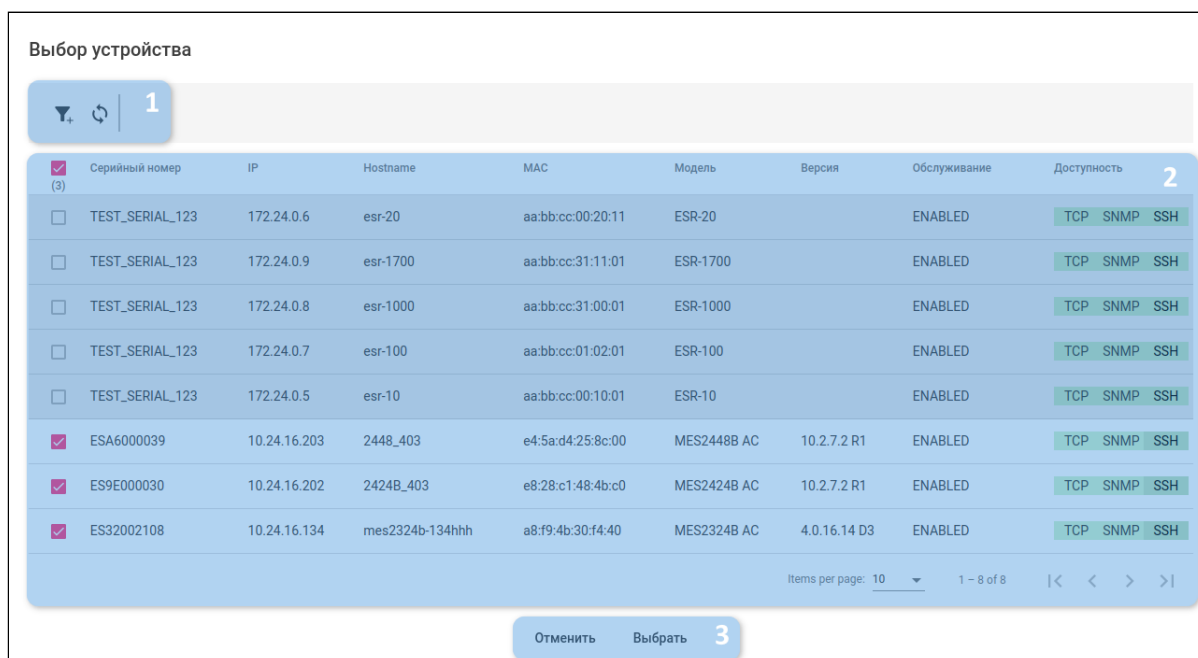 Выбор устройства
1
Серийный номер IP Hostname MAC Модель Версия Обслуживание Доступность 2
(3)
TEST_SERIAL_123 172.24.0.6 esr-20 aa:bb:cc:00:20:11 ESR-20 ENABLED TCP SNMP SSH
TEST_SERIAL_123 172.24.0.9 esr-1700 aa:bb:cc:31:11:01 ESR-1700 ENABLED TCP SNMP SSH
TEST_SERIAL_123 172.24.0.8 esr-1000 aa:bb:cc:31:00:01 ESR-1000 ENABLED TCP SNMP SSH
TEST_SERIAL_123 172.24.0.7 esr-100 aa:bb:cc:01:02:01 ESR-100 ENABLED TCP SNMP SSH
TEST_SERIAL_123 172.24.0.5 esr-10 aa:bb:cc:00:10:01 ESR-10 ENABLED TCP SNMP SSH
ESA6000039 10.24.16.203 2448_403 e4:5a:d4:25:8c:00 MES2448B AC 10.2.7.2 R1 ENABLED TCP SNMP SSH
ES9E000030 10.24.16.202 2424B_403 e8:28:c1:48:4b:c0 MES2424B AC 10.2.7.2 R1 ENABLED TCP SNMP SSH
ES32002108 10.24.16.134 mes2324b-134hhh a8:f9:4b:30:f4:40 MES2324B AC 4.0.16.14 D3 ENABLED TCP SNMP SSH
Items per page: 10 1 – 8 of 8
Отменить Выбрать 3